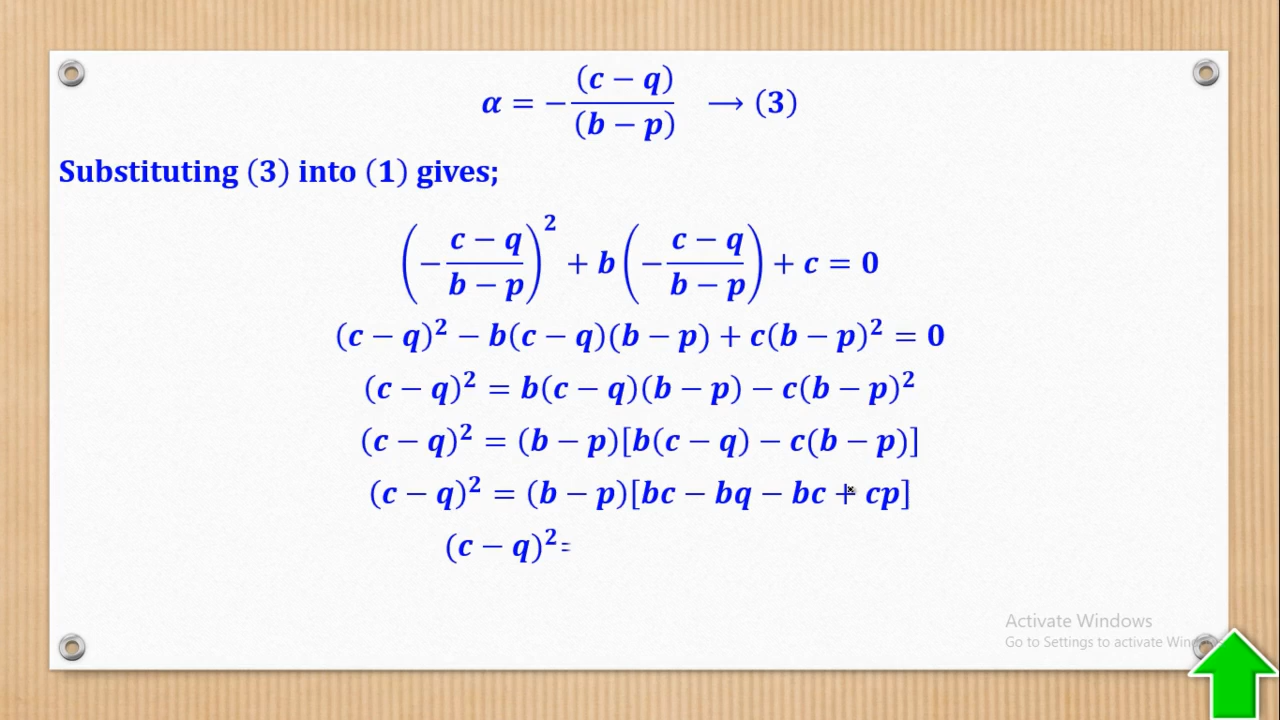 α = −(c − q)/(b − p) → (3)
Substituting (3) into (1) gives;
(−(c − q)/(b − p))² + b(−(c − q)/(b − p)) + c = 0
(c − q)² − b(c − q)(b − p) + c(b − p)² = 0
(c − q)² = b(c − q)(b − p) − c(b − p)²
(c − q)² = (b − p)[b(c − q) − c(b − p)]
(c − q)² = (b − p)[bc − bq − bc + cp]
(c − q)² =
Activate Windows
Go to Settings to activate